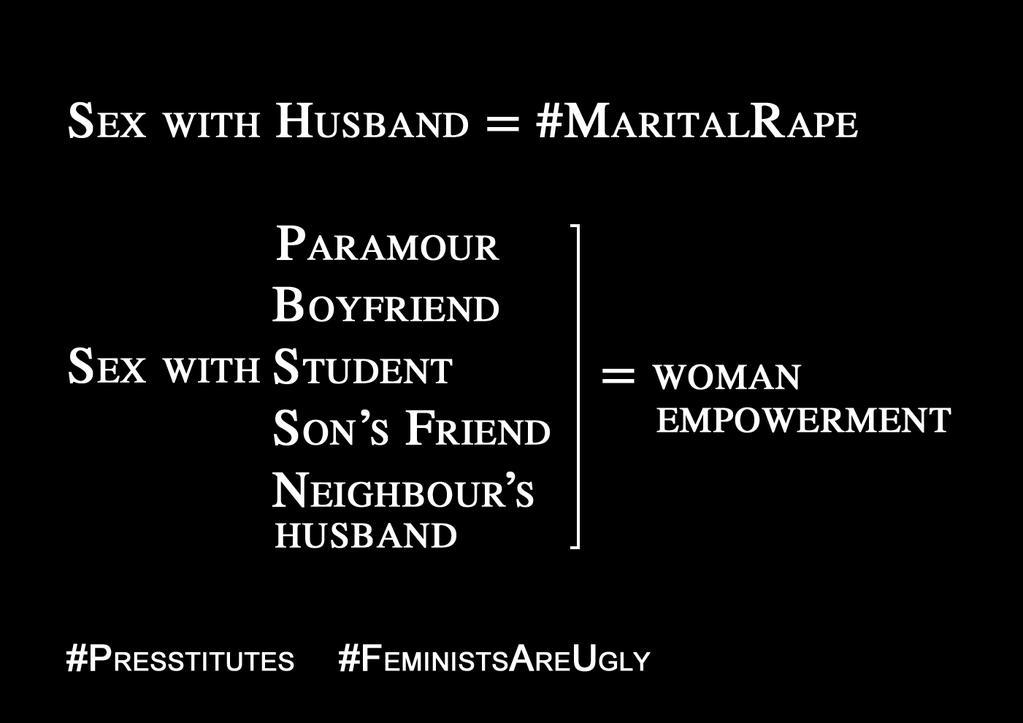 Sex with Husband = #MaritalRape
Paramour
Boyfriend
Sex with Student
Son's Friend
Neighbour's
husband
= woman
empowerment
#Presstitutes #FeministsAreUgly